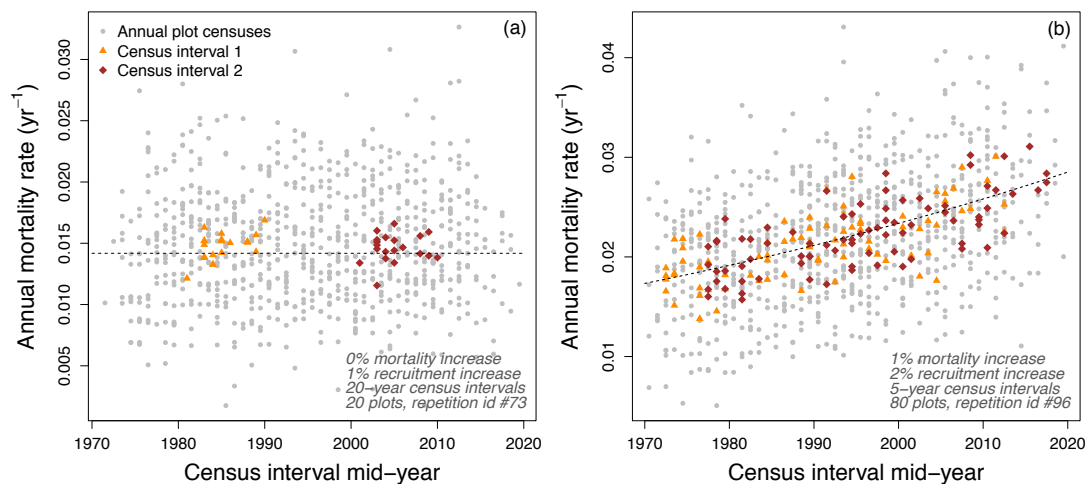 (a)
Annual plot censuses
Census interval 1
Census interval 2
Annual mortality rate (yr⁻¹)
0.030
0.025
0.020
0.015
0.010
0.005
0% mortality increase
1% recruitment increase
20−year census intervals
20 plots, repetition id #73
1970 1980 1990 2000 2010 2020
Census interval mid−year
(b)
Annual mortality rate (yr⁻¹)
0.04
0.03
0.02
0.01
1% mortality increase
2% recruitment increase
5−year census intervals
80 plots, repetition id #96
1970 1980 1990 2000 2010 2020
Census interval mid−year